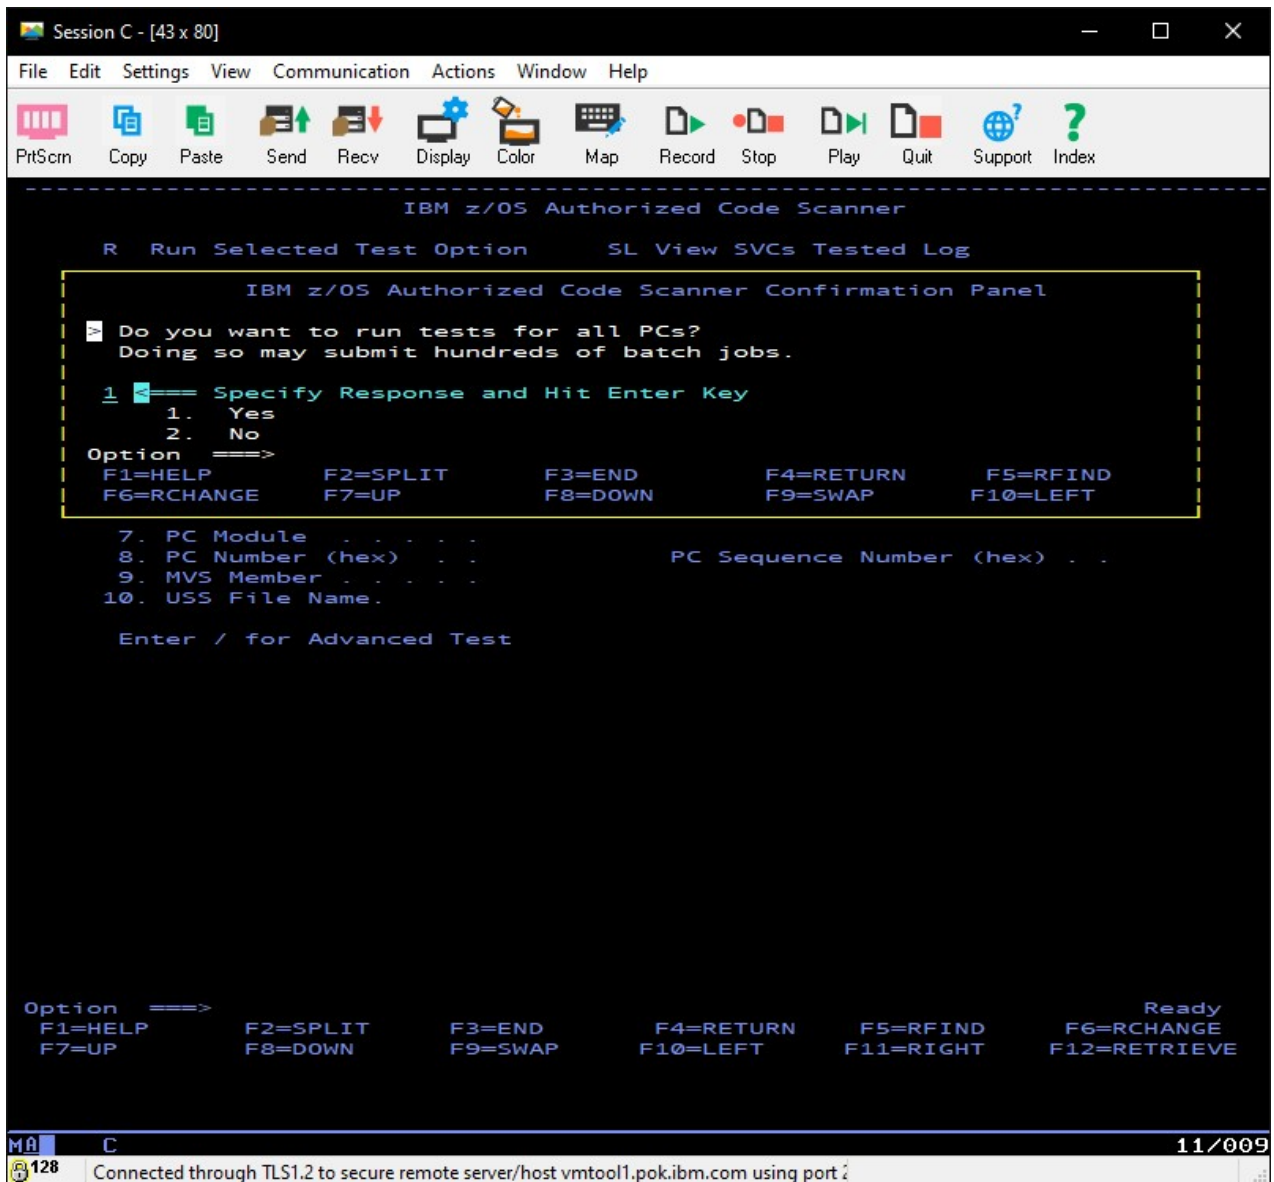 Session C - [43 x 80]
File Edit Settings View Communication Actions Window Help
PrtScrn Copy Paste Send Recv Display Color Map Record Stop Play Quit Support Index
IBM z/OS Authorized Code Scanner
R Run Selected Test Option SL View SVCs Tested Log
IBM z/OS Authorized Code Scanner Confirmation Panel
> Do you want to run tests for all PCs?
Doing so may submit hundreds of batch jobs.
1 <=== Specify Response and Hit Enter Key
1. Yes
2. No
Option ===>
F1=HELP F2=SPLIT F3=END F4=RETURN F5=RFIND
F6=RCHANGE F7=UP F8=DOWN F9=SWAP F10=LEFT
7. PC Module . . . . .
8. PC Number (hex) . . PC Sequence Number (hex) . .
9. MVS Member . . . . .
10. USS File Name.
Enter / for Advanced Test
Option ===> Ready
F1=HELP F2=SPLIT F3=END F4=RETURN F5=RFIND F6=RCHANGE
F7=UP F8=DOWN F9=SWAP F10=LEFT F11=RIGHT F12=RETRIEVE
MA C 11/009
128 Connected through TLS1.2 to secure remote server/host vmtool1.pok.ibm.com using port 2